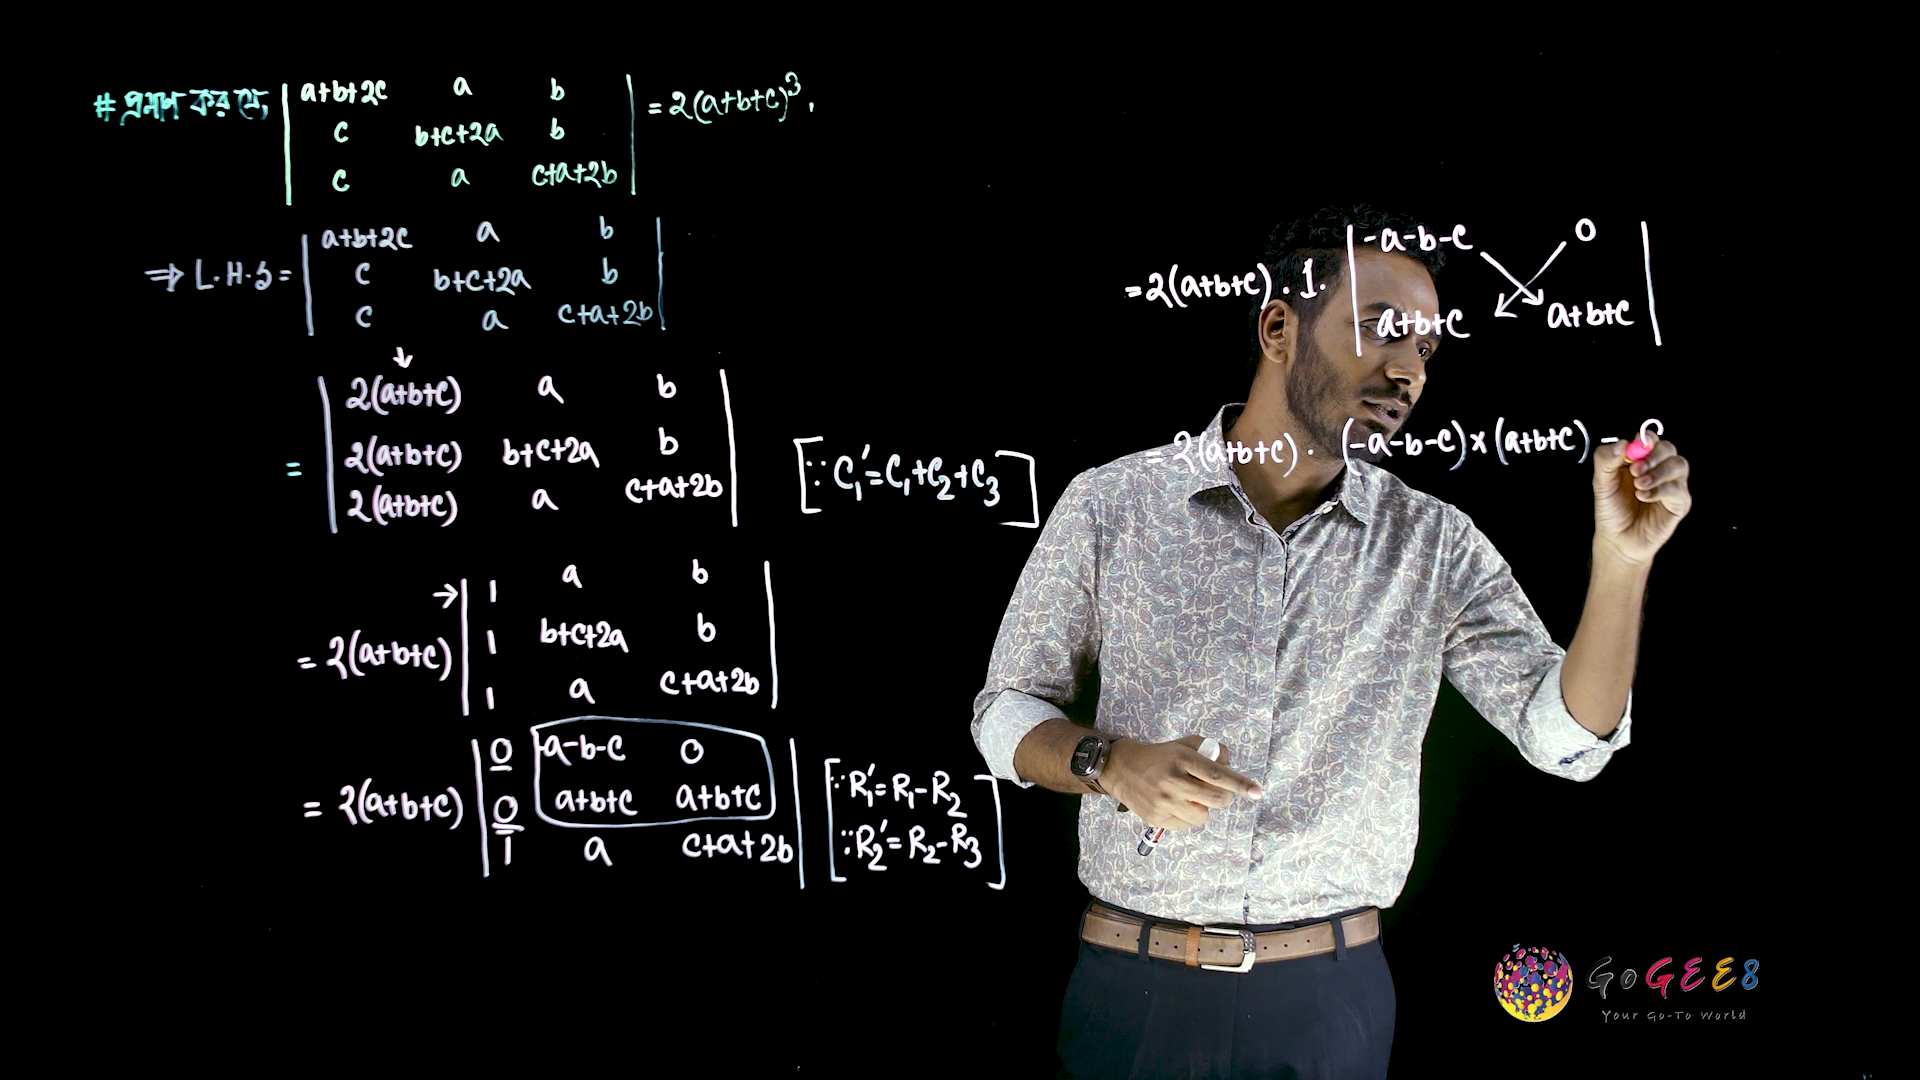 # প্রমাণ কর যে, | a+b+2c a b |
| c b+c+2a b | = 2(a+b+c)³.
| c a c+a+2b |
⇒ L.H.S = | a+b+2c a b |
| c b+c+2a b |
| c a c+a+2b |
↓
= | 2(a+b+c) a b |
| 2(a+b+c) b+c+2a b |
| 2(a+b+c) a c+a+2b |
[∵ C₁′=C₁+C₂+C₃]
= 2(a+b+c) → | 1 a b |
| 1 b+c+2a b |
| 1 a c+a+2b |
= 2(a+b+c) | 0 -a-b-c 0 |
| 0 a+b+c a+b+c |
| 1 a c+a+2b |
[∵ R₁′=R₁-R₂
∵ R₂′=R₂-R₃]
= 2(a+b+c) . 1. | -a-b-c 0 |
| a+b+c a+b+c |
= 2(a+b+c) . (-a-b-c)×(a+b+c) -
GoGEE8
Your Go-To World